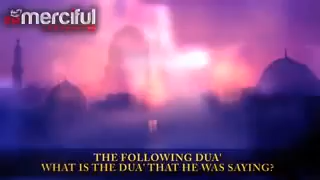 merciful
THE FOLLOWING DUA'
WHAT IS THE DUA' THAT HE WAS SAYING?